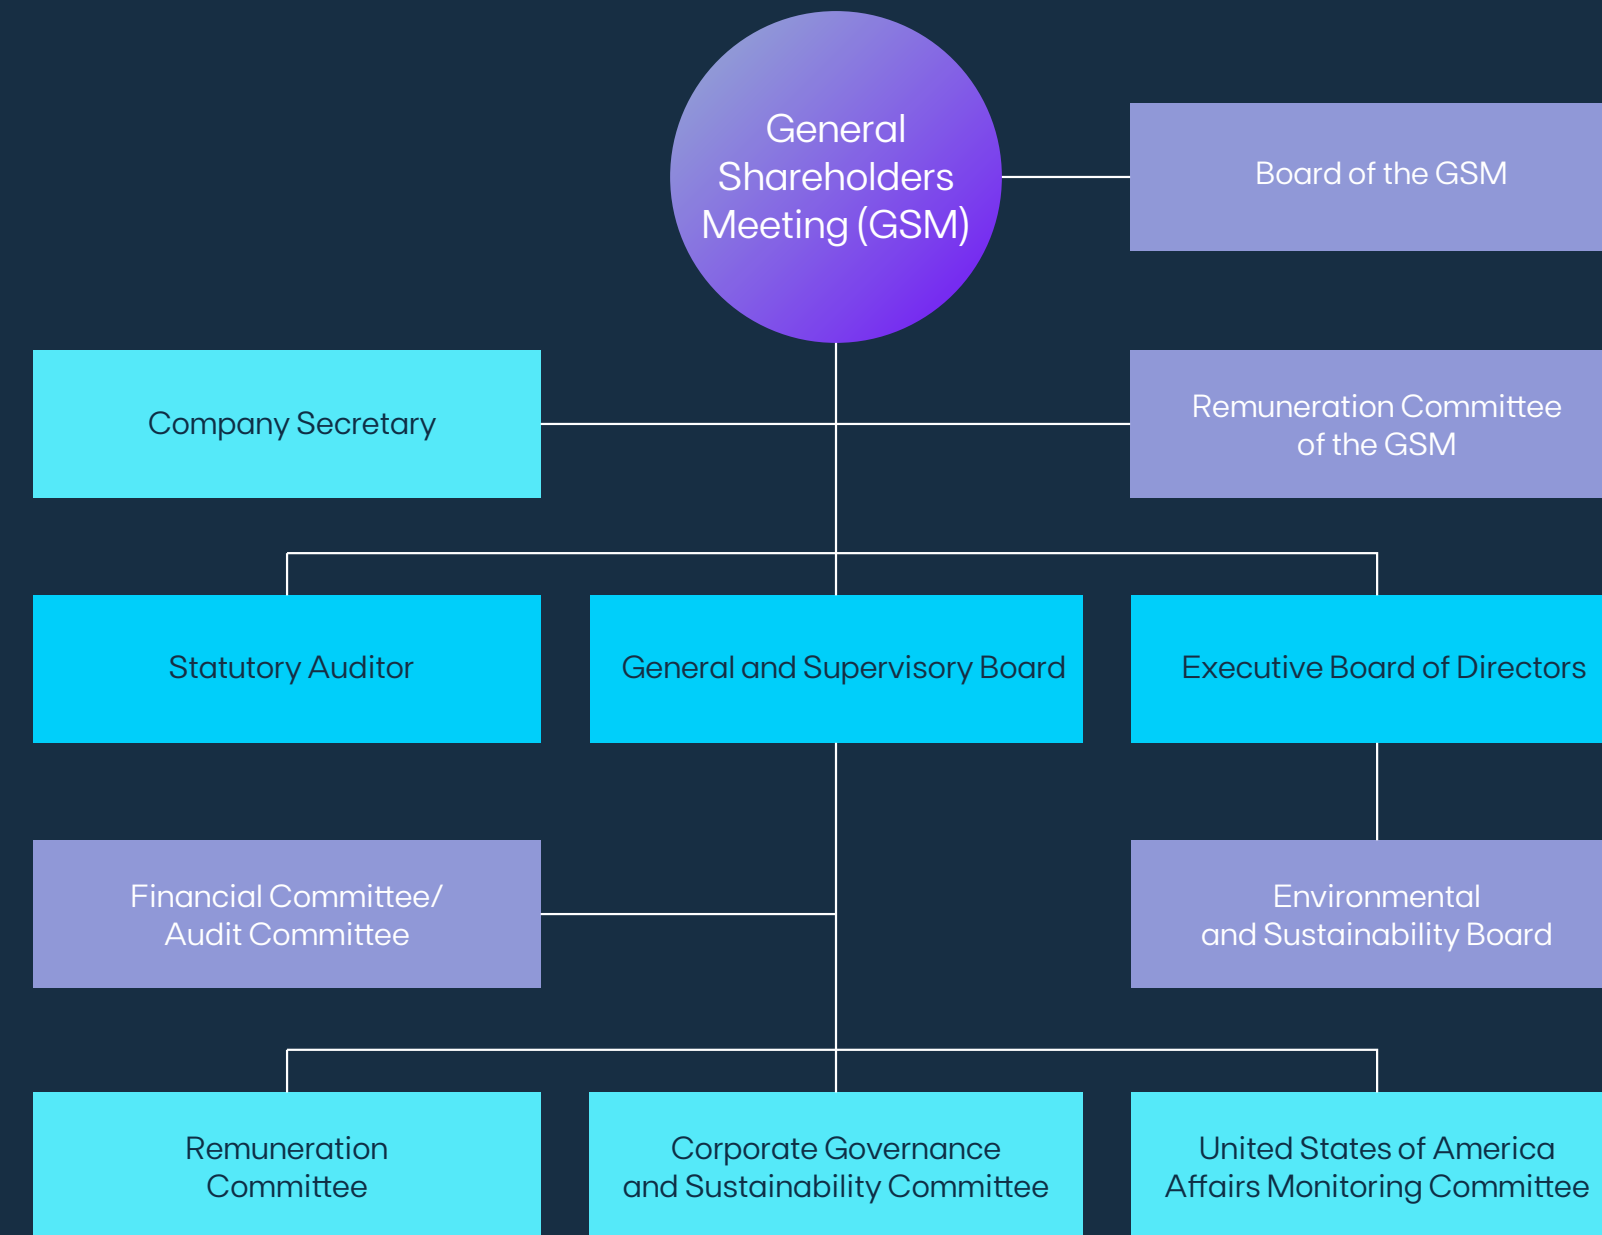 General
Shareholders
Meeting (GSM)
Board of the GSM
Company Secretary
Remuneration Committee
of the GSM
Statutory Auditor
General and Supervisory Board
Executive Board of Directors
Financial Committee/
Audit Committee
Environmental
and Sustainability Board
Remuneration
Committee
Corporate Governance
and Sustainability Committee
United States of America
Affairs Monitoring Committee